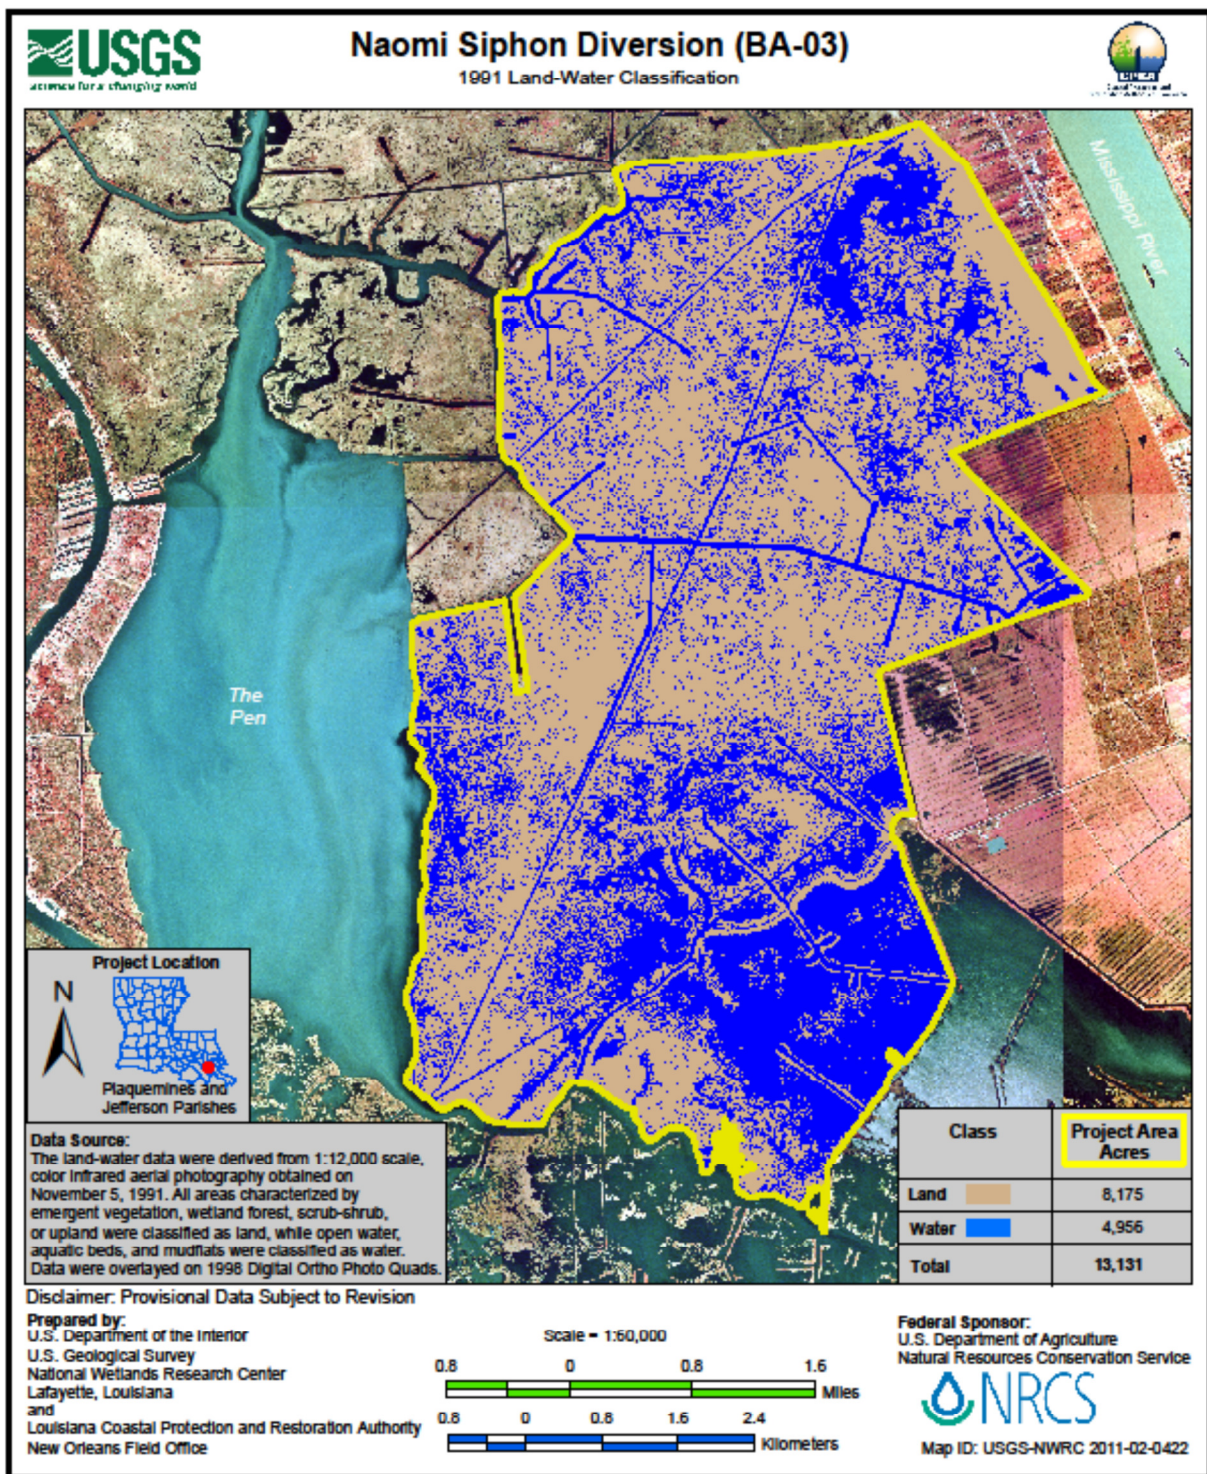 USGS
science for a changing world
Naomi Siphon Diversion (BA-03)
1991 Land-Water Classification
CPRA
Mississippi River
The
Pen
Project Location
N
Plaquemines and
Jefferson Parishes
Data Source:
The land-water data were derived from 1:12,000 scale,
color infrared aerial photography obtained on
November 5, 1991. All areas characterized by
emergent vegetation, wetland forest, scrub-shrub,
or upland were classified as land, while open water,
aquatic beds, and mudflats were classified as water.
Data were overlayed on 1998 Digital Ortho Photo Quads.
Class Project Area
Acres
Land 8,175
Water 4,956
Total 13,131
Disclaimer: Provisional Data Subject to Revision
Prepared by:
U.S. Department of the Interior
U.S. Geological Survey
National Wetlands Research Center
Lafayette, Louisiana
and
Louisiana Coastal Protection and Restoration Authority
New Orleans Field Office
Scale = 1:60,000
0.8 0 0.8 1.6
Miles
0.8 0 0.8 1.6 2.4
Kilometers
Federal Sponsor:
U.S. Department of Agriculture
Natural Resources Conservation Service
NRCS
Map ID: USGS-NWRC 2011-02-0422